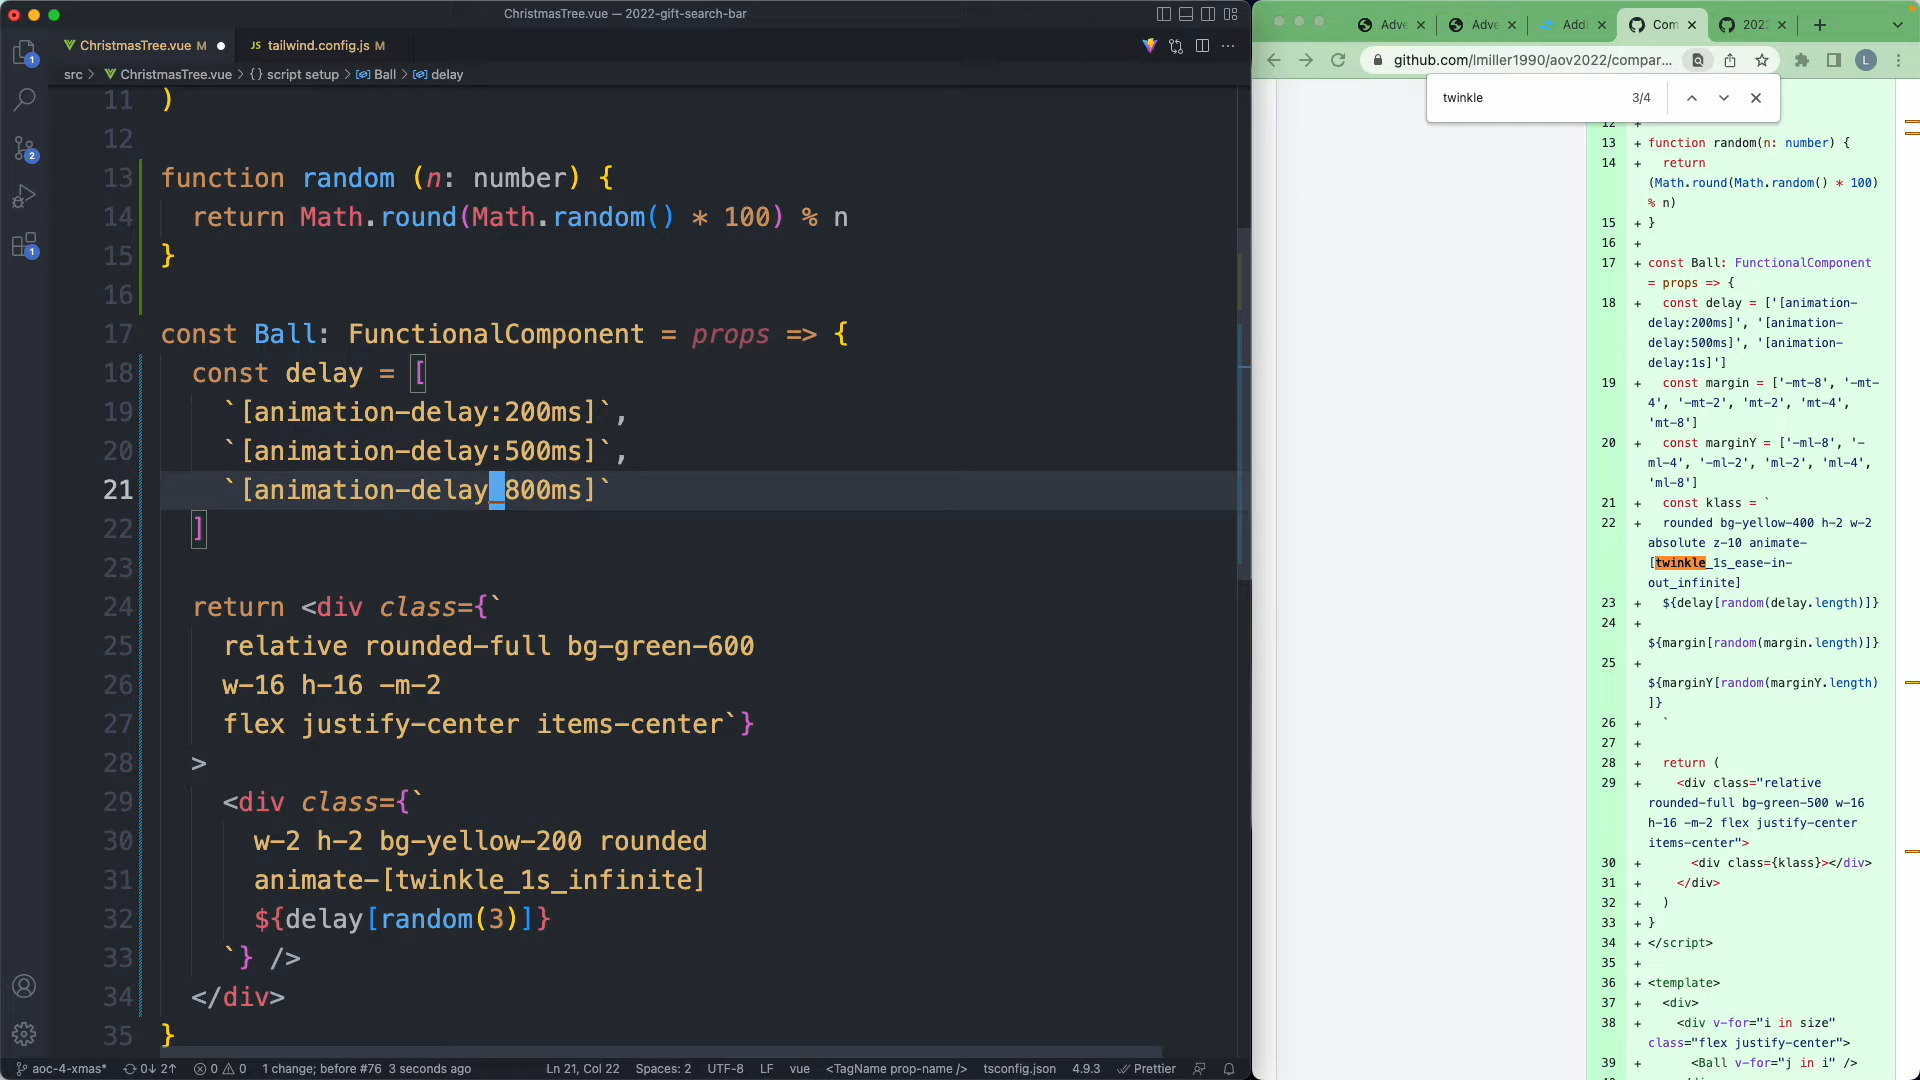 ChristmasTree.vue — 2022-gift-search-bar
ChristmasTree.vue M
JS tailwind.config.js M
src > ChristmasTree.vue > {} script setup > Ball > delay
11 )
12
13 function random (n: number) {
14 return Math.round(Math.random() * 100) % n
15 }
16
17 const Ball: FunctionalComponent = props => {
18 const delay = [
19 `[animation-delay:200ms]`,
20 `[animation-delay:500ms]`,
21 `[animation-delay_800ms]`
22 ]
23
24 return <div class={`
25 relative rounded-full bg-green-600
26 w-16 h-16 -m-2
27 flex justify-center items-center`}
28 >
29 <div class={`
30 w-2 h-2 bg-yellow-200 rounded
31 animate-[twinkle_1s_infinite]
32 ${delay[random(3)]}
33 `} />
34 </div>
35 }
1
2
1
aoc-4-xmas* 0↓ 2↑ 0 0 1 change; before #76 3 seconds ago Ln 21, Col 22 Spaces: 2 UTF-8 LF vue <TagName prop-name /> tsconfig.json 4.9.3 Prettier
Adve
Adve
Addi
Com
2022
github.com/lmiller1990/aov2022/compar...
L
twinkle 3/4
12 +
13 + function random(n: number) {
14 + return
(Math.round(Math.random() * 100)
% n)
15 + }
16 +
17 + const Ball: FunctionalComponent
= props => {
18 + const delay = ['[animation-
delay:200ms]', '[animation-
delay:500ms]', '[animation-
delay:1s]']
19 + const margin = ['-mt-8', '-mt-
4', '-mt-2', 'mt-2', 'mt-4',
'mt-8']
20 + const marginY = ['-ml-8', '-
ml-4', '-ml-2', 'ml-2', 'ml-4',
'ml-8']
21 + const klass = `
22 + rounded bg-yellow-400 h-2 w-2
absolute z-10 animate-
[twinkle_1s_ease-in-
out_infinite]
23 + ${delay[random(delay.length)]}
24 +
${margin[random(margin.length)]}
25 +
${marginY[random(marginY.length)
]}
26 + `
27 +
28 + return (
29 + <div class="relative
rounded-full bg-green-500 w-16
h-16 -m-2 flex justify-center
items-center">
30 + <div class={klass}></div>
31 + </div>
32 + )
33 + }
34 + </script>
35 +
36 + <template>
37 + <div>
38 + <div v-for="i in size"
class="flex justify-center">
39 + <Ball v-for="j in i" />